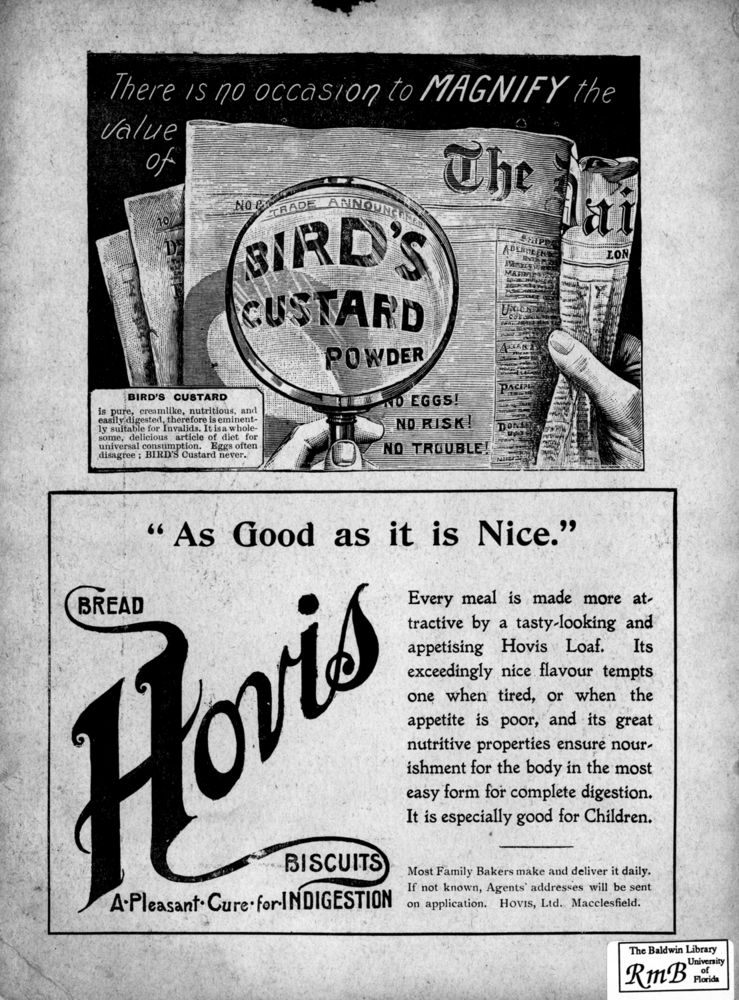 There is no occasion to MAGNIFY the
value
of
The Dai
LON
TRADE ANNOUNCEMEN
BIRD'S
CUSTARD
POWDER
NO EGGS!
NO RISK!
NO TROUBLE!
BIRD'S CUSTARD
is pure, creamlike, nutritious, and
easily digested, therefore is eminent-
ly suitable for Invalids. It is a whole-
some, delicious article of diet for
universal consumption. Eggs often
disagree; BIRD'S Custard never.
"As Good as it is Nice."
BREAD
Hovis
BISCUITS
A·Pleasant·Cure·for·INDIGESTION
Every meal is made more at-
tractive by a tasty-looking and
appetising Hovis Loaf. Its
exceedingly nice flavour tempts
one when tired, or when the
appetite is poor, and its great
nutritive properties ensure nour-
ishment for the body in the most
easy form for complete digestion.
It is especially good for Children.
Most Family Bakers make and deliver it daily.
If not known, Agents' addresses will be sent
on application. HOVIS, Ltd. Macclesfield.
The Baldwin Library
RmB University
of
Florida